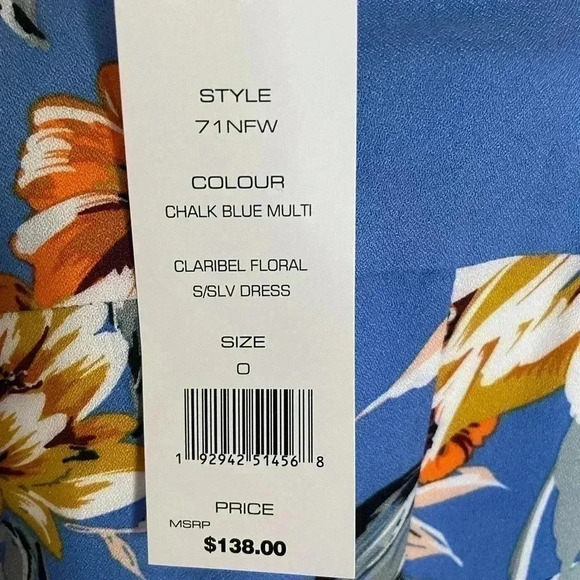 STYLE
71NFW
COLOUR
CHALK BLUE MULTI
CLARIBEL FLORAL
S/SLV DRESS
SIZE
0
1 92942 51456 8
PRICE
MSRP
$138.00